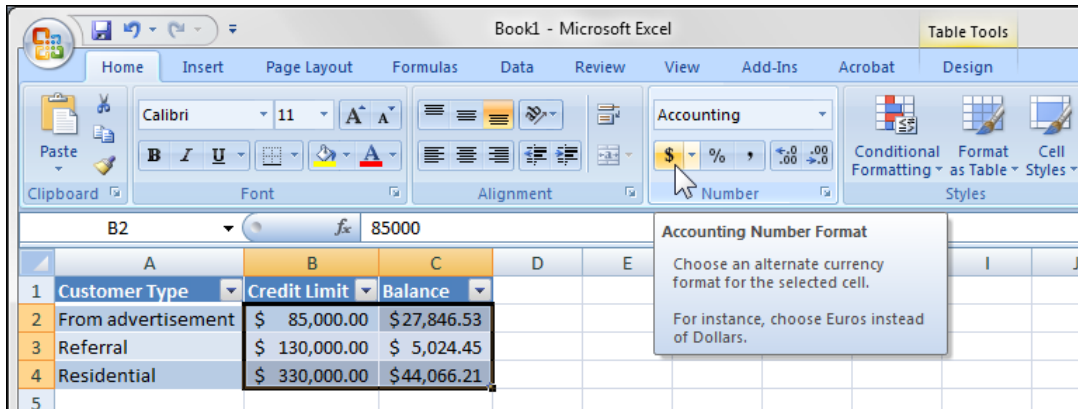 Book1 - Microsoft Excel
Table Tools
Home Insert Page Layout Formulas Data Review View Add-Ins Acrobat Design
Calibri 11 A A
Accounting
Paste
B I U A
$ % , .0 .00 .00 .0
Conditional Formatting
Format as Table
Cell Styles
Clipboard Font Alignment Number Styles
B2 fx 85000
Accounting Number Format
Choose an alternate currency
format for the selected cell.
For instance, choose Euros instead
of Dollars.
A B C D E I J
1 Customer Type Credit Limit Balance
2 From advertisement $ 85,000.00 $27,846.53
3 Referral $ 130,000.00 $ 5,024.45
4 Residential $ 330,000.00 $44,066.21
5